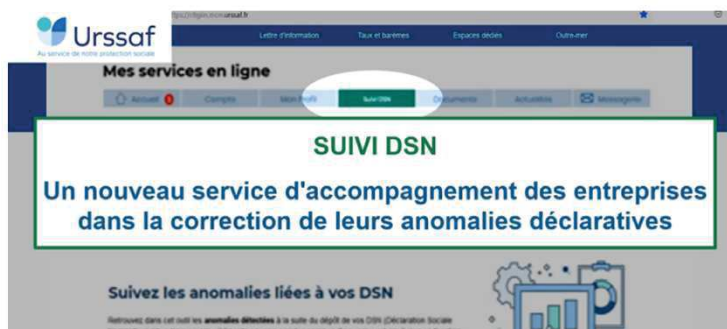 urssaf.fr
Urssaf
Au service de notre protection sociale
Lettre d'information Taux et barèmes Espaces dédiés Outre-mer
Mes services en ligne
Accueil Compte Mon Profil Suivi DSN Documents Actualités Messagerie
SUIVI DSN
Un nouveau service d'accompagnement des entreprises
dans la correction de leurs anomalies déclaratives
Suivez les anomalies liées à vos DSN
Retrouvez dans cet outil les anomalies détectées à la suite du dépôt de vos DSN (Déclaration Sociale